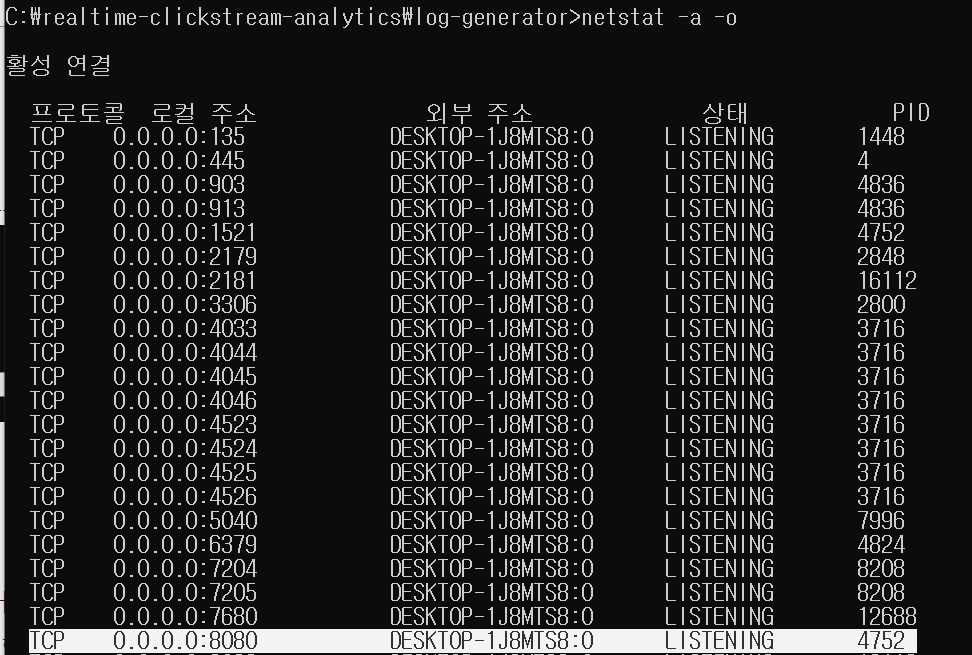 C:₩realtime-clickstream-analytics₩log-generator>netstat -a -o
활성 연결
프로토콜 로컬 주소 외부 주소 상태 PID
TCP 0.0.0.0:135 DESKTOP-1J8MTS8:0 LISTENING 1448
TCP 0.0.0.0:445 DESKTOP-1J8MTS8:0 LISTENING 4
TCP 0.0.0.0:903 DESKTOP-1J8MTS8:0 LISTENING 4836
TCP 0.0.0.0:913 DESKTOP-1J8MTS8:0 LISTENING 4836
TCP 0.0.0.0:1521 DESKTOP-1J8MTS8:0 LISTENING 4752
TCP 0.0.0.0:2179 DESKTOP-1J8MTS8:0 LISTENING 2848
TCP 0.0.0.0:2181 DESKTOP-1J8MTS8:0 LISTENING 16112
TCP 0.0.0.0:3306 DESKTOP-1J8MTS8:0 LISTENING 2800
TCP 0.0.0.0:4033 DESKTOP-1J8MTS8:0 LISTENING 3716
TCP 0.0.0.0:4044 DESKTOP-1J8MTS8:0 LISTENING 3716
TCP 0.0.0.0:4045 DESKTOP-1J8MTS8:0 LISTENING 3716
TCP 0.0.0.0:4046 DESKTOP-1J8MTS8:0 LISTENING 3716
TCP 0.0.0.0:4523 DESKTOP-1J8MTS8:0 LISTENING 3716
TCP 0.0.0.0:4524 DESKTOP-1J8MTS8:0 LISTENING 3716
TCP 0.0.0.0:4525 DESKTOP-1J8MTS8:0 LISTENING 3716
TCP 0.0.0.0:4526 DESKTOP-1J8MTS8:0 LISTENING 3716
TCP 0.0.0.0:5040 DESKTOP-1J8MTS8:0 LISTENING 7996
TCP 0.0.0.0:6379 DESKTOP-1J8MTS8:0 LISTENING 4824
TCP 0.0.0.0:7204 DESKTOP-1J8MTS8:0 LISTENING 8208
TCP 0.0.0.0:7205 DESKTOP-1J8MTS8:0 LISTENING 8208
TCP 0.0.0.0:7680 DESKTOP-1J8MTS8:0 LISTENING 12688
TCP 0.0.0.0:8080 DESKTOP-1J8MTS8:0 LISTENING 4752